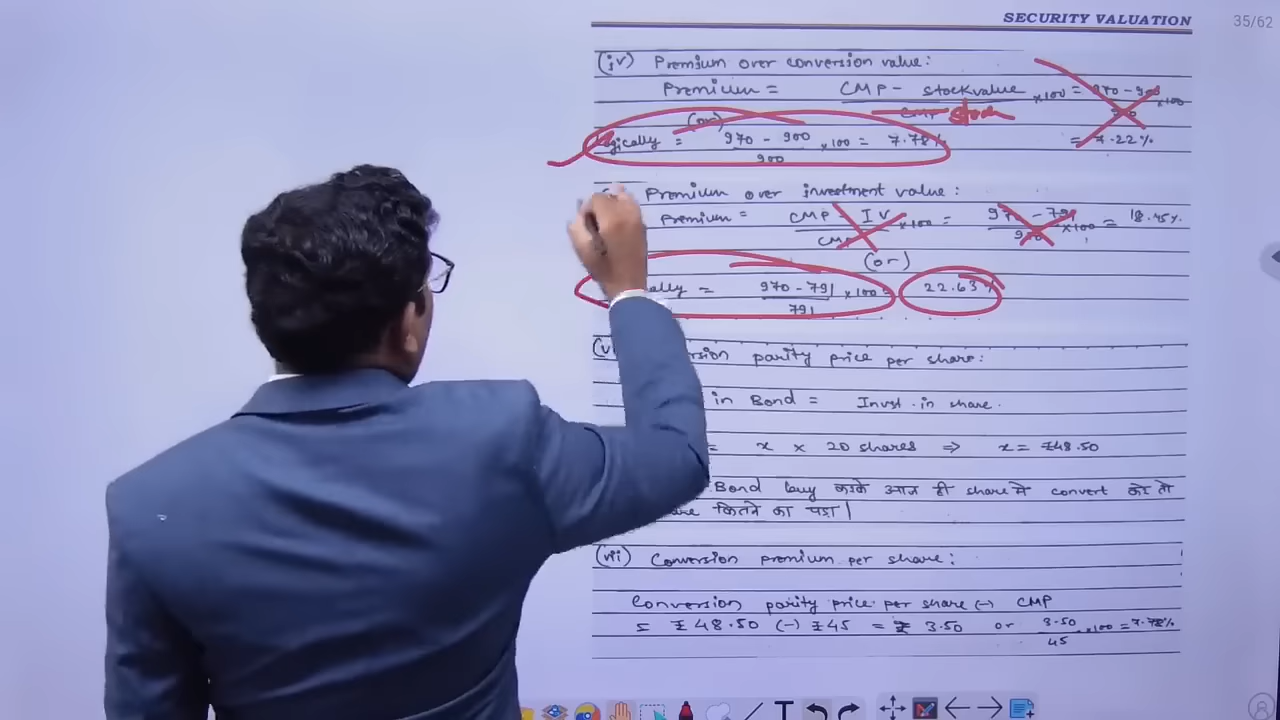 SECURITY VALUATION
35/62
(iv) Premium over conversion value:
Premium = CMP - stock value
stock
×100 = 970 - 900 ×100
(or)
= 7.22%
= 970 - 900 ×100 = 7.78%
900
Premium over investment value:
Premium = CMP - IV ×100 = ×100 = 18.45%
CMP
(or)
= 970 - 791 ×100 = 22.63%
791
parity price per share:
in Bond = Invst. in share.
= x × 20 shares ⇒ x = ₹48.50
Bond buy करके आज ही share में convert करे तो
कितने का पडा |
(vii) Conversion premium per share:
Conversion parity price per share (-) CMP
= ₹48.50 (-) ₹45 = ₹3.50 or 3.50 ×100 = 7.78%
45
T